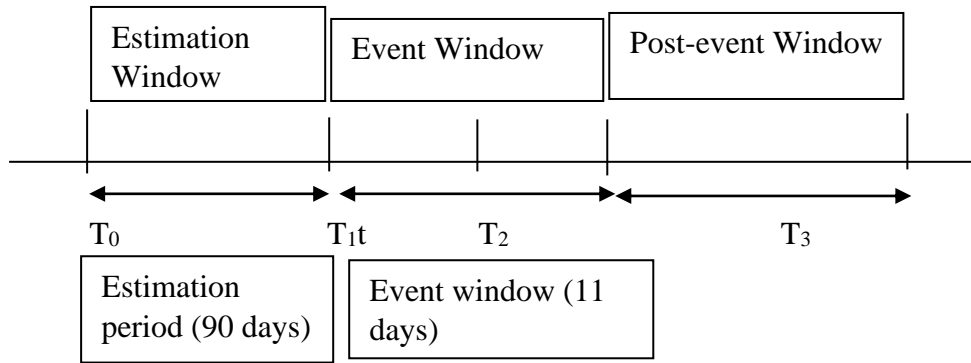 Estimation
Window
Event Window
Post-event Window
T₀
T₁t
T₂
T₃
Estimation
period (90 days)
Event window (11
days)